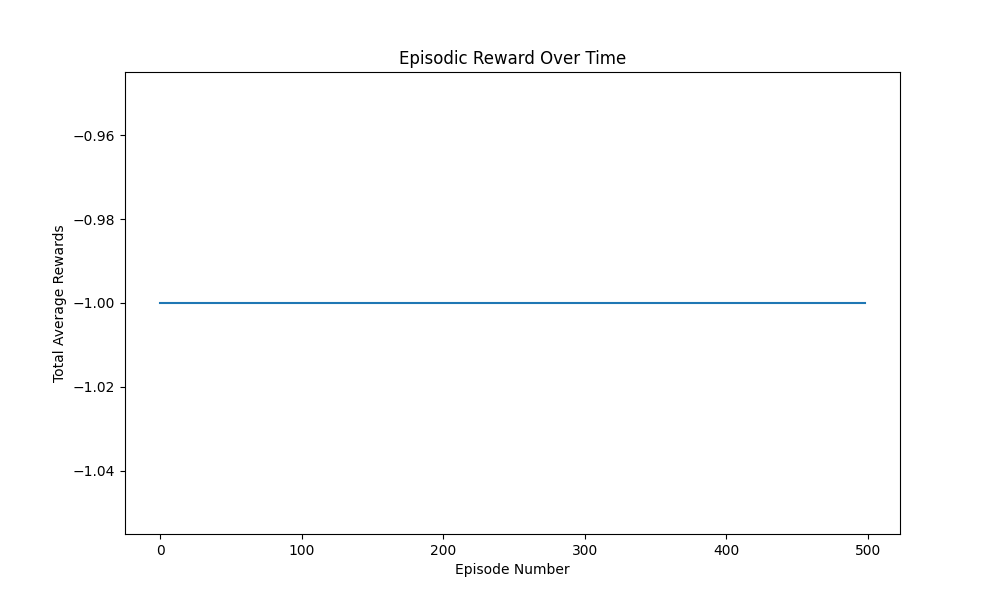 Episodic Reward Over Time
Total Average Rewards
−0.96
−0.98
−1.00
−1.02
−1.04
0 100 200 300 400 500
Episode Number